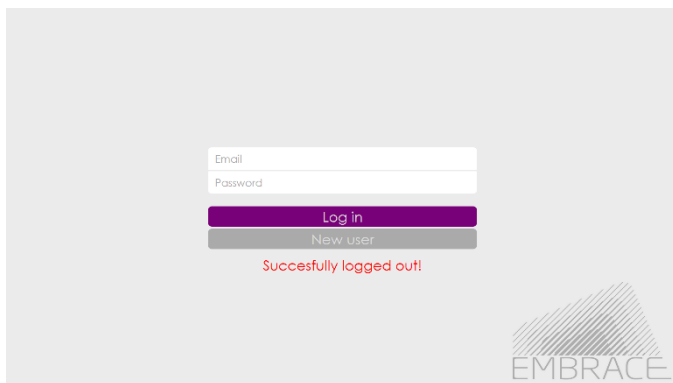 Email
Password
Log in
New user
Succesfully logged out!
EMBRACE